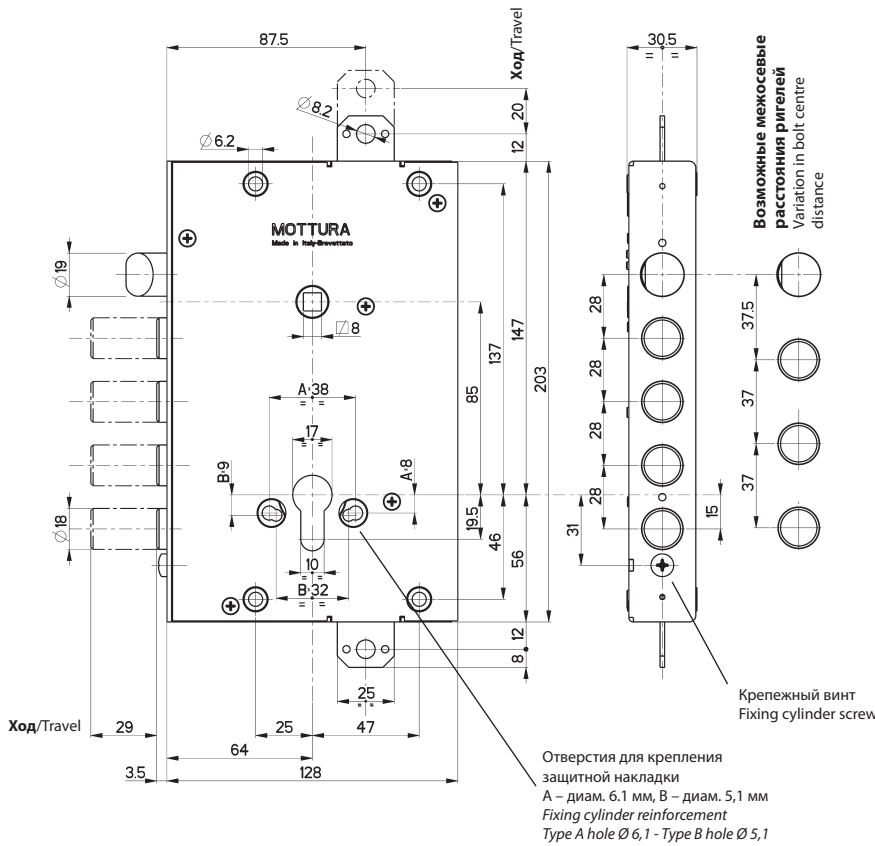 87.5
Ход/Travel
30.5
= =
Возможные межосевые
расстояния ригелей
Variation in bolt centre
distance
Ø8.2
20
Ø6.2
12
MOTTURA
Made in Italy-Brevettato
Ø19
28
37.5
□8
137
147
85
203
28
37
A:38
= =
17
= =
28
B:9
A:8
37
28
15
19.5
Ø18
46
31
56
10
= =
B:32
= =
12
8
25
= =
Крепежный винт
Fixing cylinder screw
Ход/Travel
29
25
47
64
3.5
128
Отверстия для крепления
защитной накладки
А – диам. 6.1 мм, В – диам. 5,1 мм
Fixing cylinder reinforcement
Type A hole Ø 6,1 - Type B hole Ø 5,1